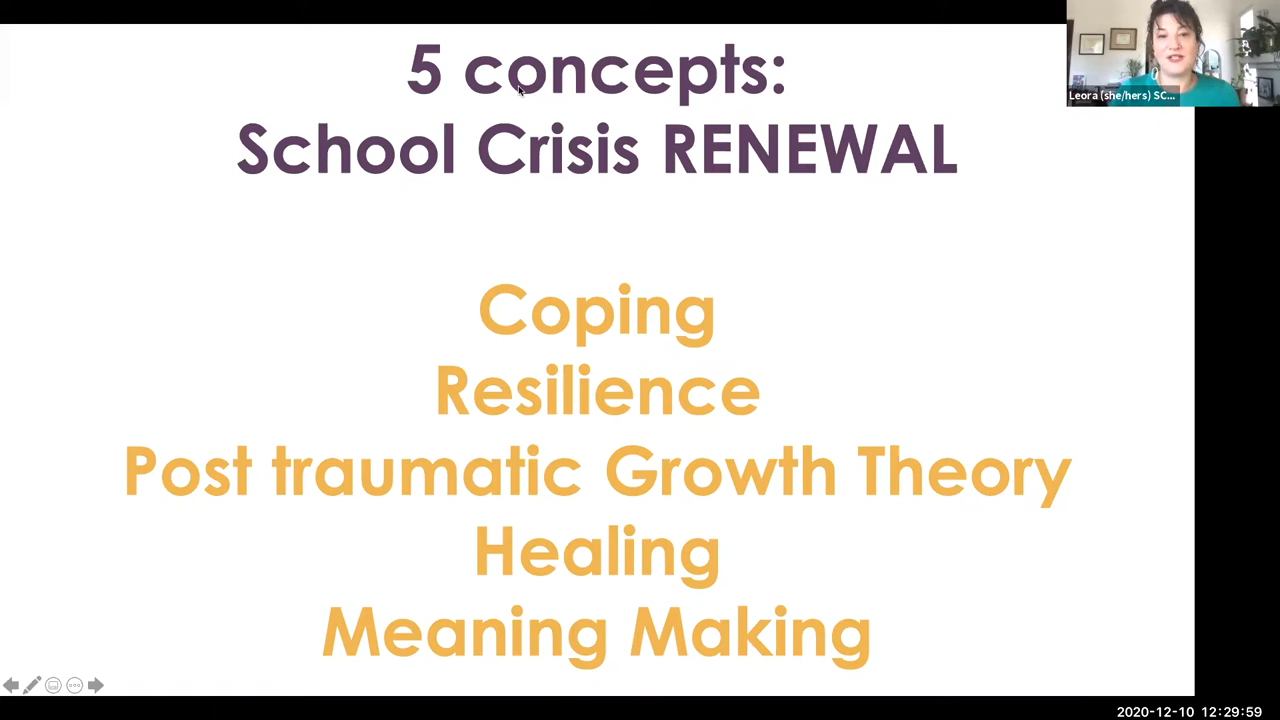 5 concepts:
School Crisis RENEWAL
Coping
Resilience
Post traumatic Growth Theory
Healing
Meaning Making
Leora (she/hers) SC...
2020-12-10 12:29:59